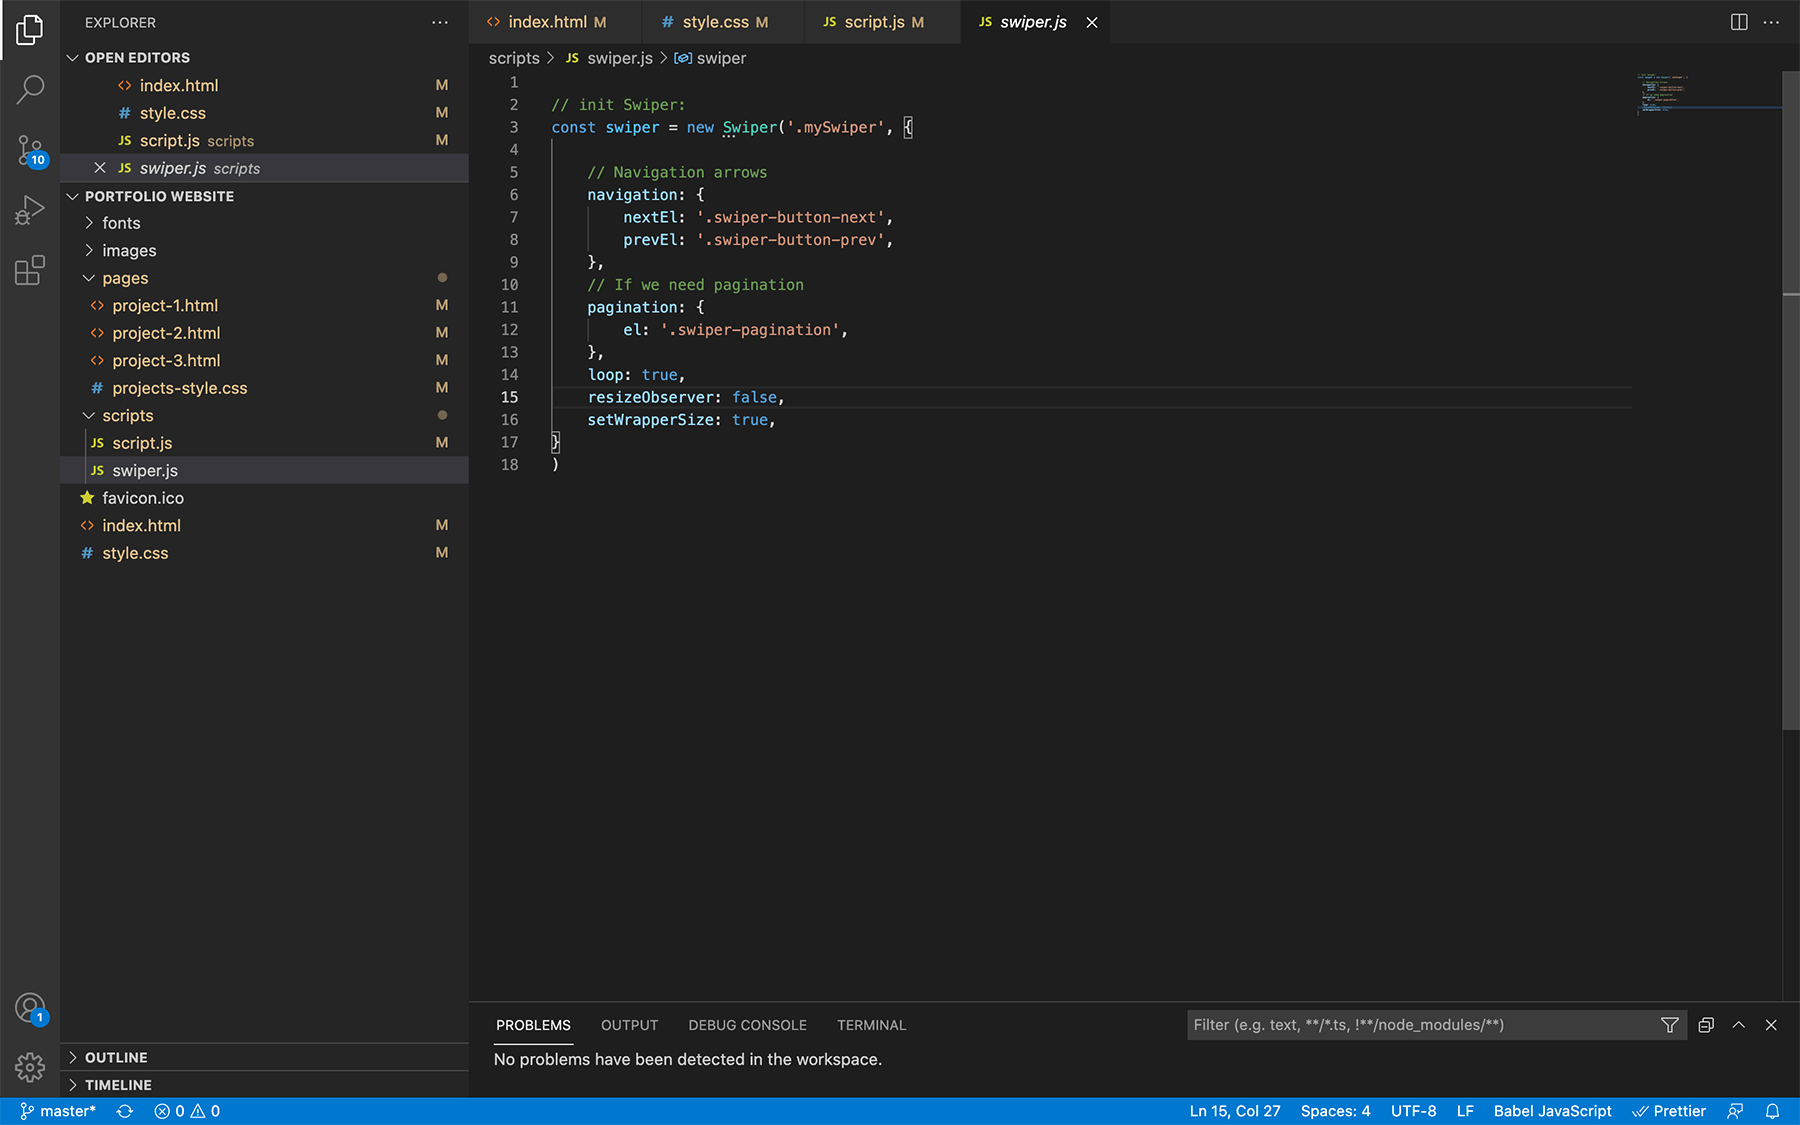 EXPLORER
OPEN EDITORS
index.html M
# style.css M
JS script.js scripts M
JS swiper.js scripts
PORTFOLIO WEBSITE
fonts
images
pages
project-1.html M
project-2.html M
project-3.html M
# projects-style.css M
scripts
JS script.js M
JS swiper.js
favicon.ico
index.html M
# style.css M
OUTLINE
TIMELINE
10
1
index.html M # style.css M JS script.js M JS swiper.js
scripts > JS swiper.js > swiper
1
2 // init Swiper:
3 const swiper = new Swiper('.mySwiper', {
4
5 // Navigation arrows
6 navigation: {
7 nextEl: '.swiper-button-next',
8 prevEl: '.swiper-button-prev',
9 },
10 // If we need pagination
11 pagination: {
12 el: '.swiper-pagination',
13 },
14 loop: true,
15 resizeObserver: false,
16 setWrapperSize: true,
17 }
18 )
PROBLEMS OUTPUT DEBUG CONSOLE TERMINAL Filter (e.g. text, **/*.ts, !**/node_modules/**)
No problems have been detected in the workspace.
master* 0 0 Ln 15, Col 27 Spaces: 4 UTF-8 LF Babel JavaScript Prettier